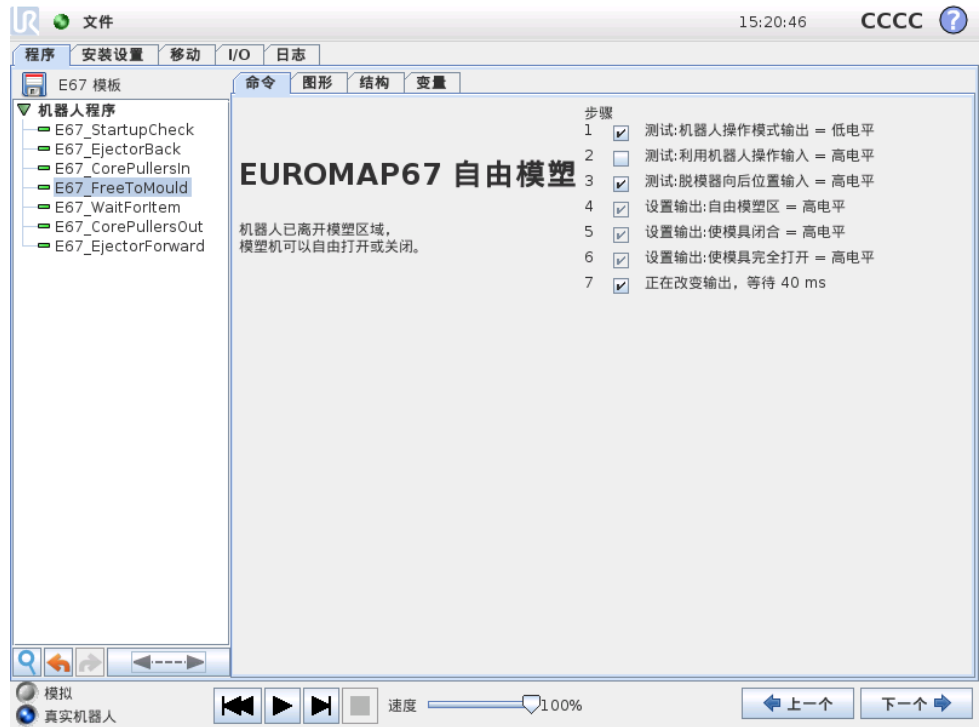 UR 文件 15:20:46 CCCC ?
程序 安装设置 移动 I/O 日志
E67 模板
命令 图形 结构 变量
机器人程序
E67_StartupCheck
E67_EjectorBack
E67_CorePullersIn
E67_FreeToMould
E67_WaitForItem
E67_CorePullersOut
E67_EjectorForward
EUROMAP67 自由模塑
机器人已离开模塑区域，
模塑机可以自由打开或关闭。
步骤
1 测试:机器人操作模式输出 = 低电平
2 测试:利用机器人操作输入 = 高电平
3 测试:脱模器向后位置输入 = 高电平
4 设置输出:自由模塑区 = 高电平
5 设置输出:使模具闭合 = 高电平
6 设置输出:使模具完全打开 = 高电平
7 正在改变输出，等待 40 ms
模拟
真实机器人
速度 100%
上一个 下一个